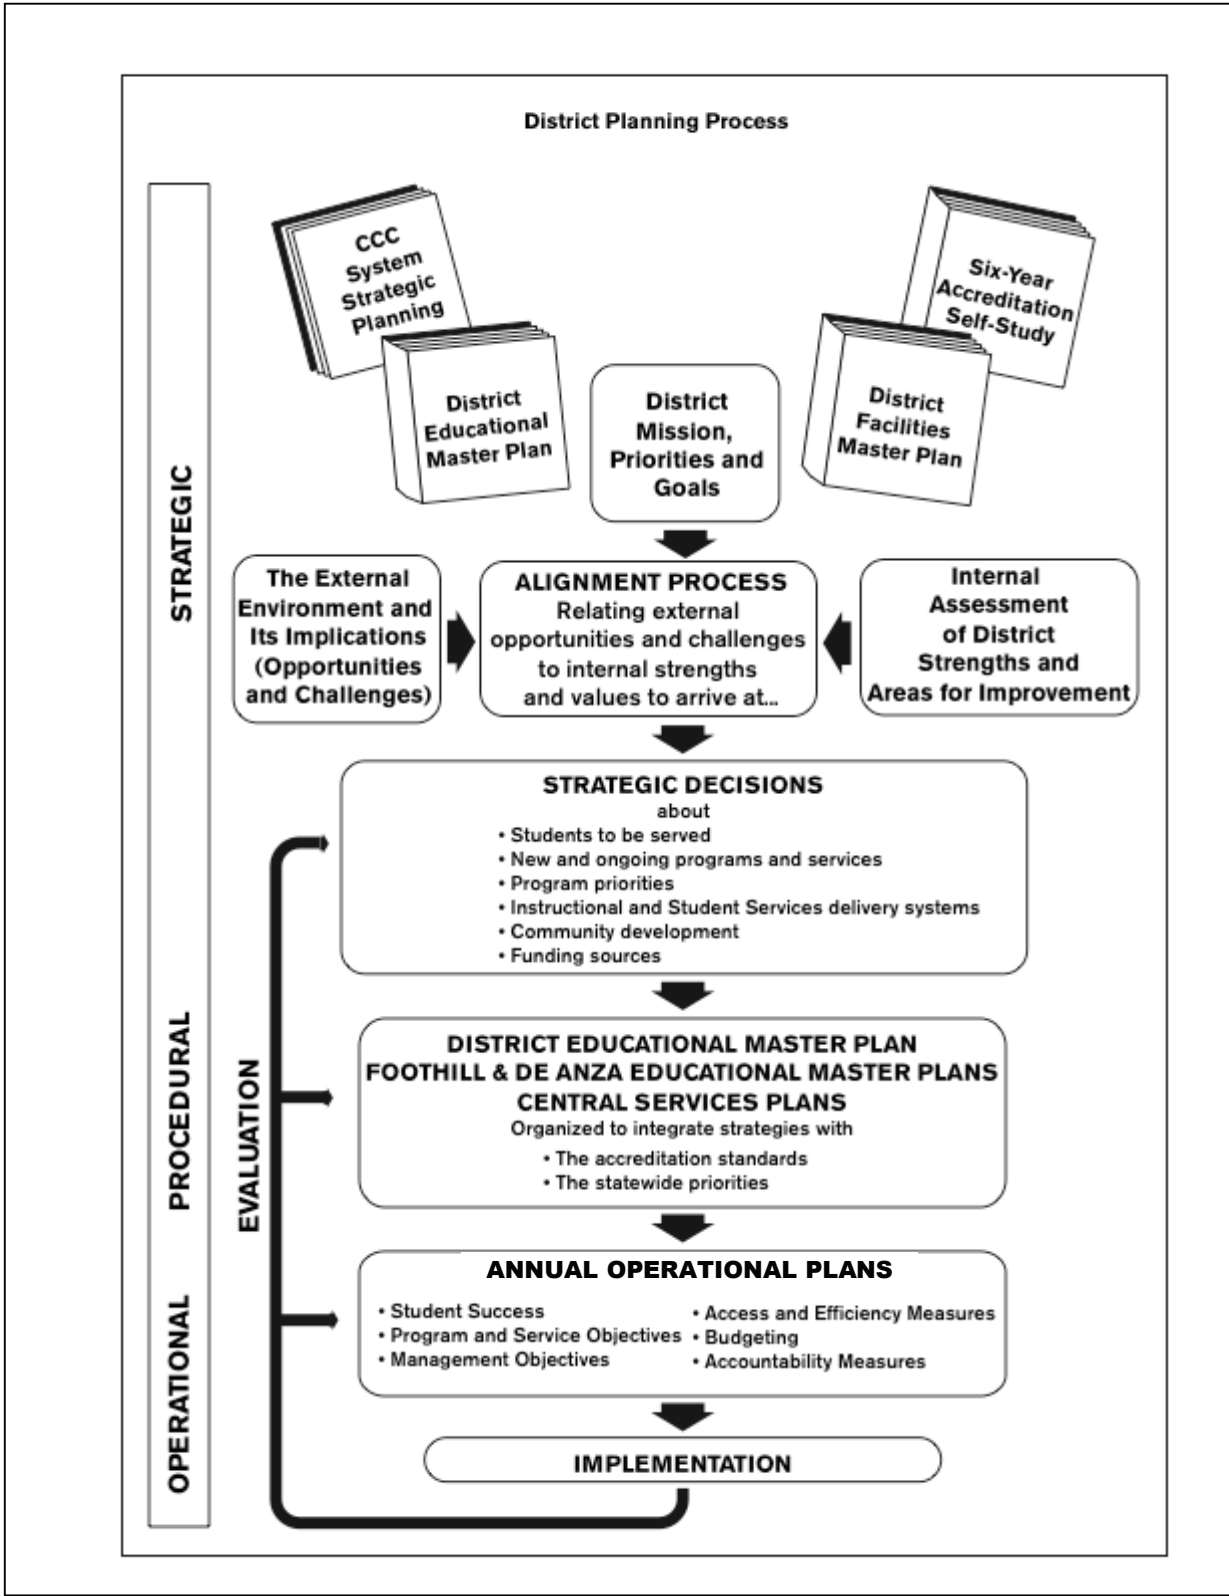 District Planning Process
CCC
System
Strategic
Planning
District
Educational
Master Plan
District
Mission,
Priorities and
Goals
Six-Year
Accreditation
Self-Study
District
Facilities
Master Plan
STRATEGIC
The External
Environment and
Its Implications
(Opportunities
and Challenges)
ALIGNMENT PROCESS
Relating external
opportunities and challenges
to internal strengths
and values to arrive at...
Internal
Assessment
of District
Strengths and
Areas for Improvement
STRATEGIC DECISIONS
about
• Students to be served
• New and ongoing programs and services
• Program priorities
• Instructional and Student Services delivery systems
• Community development
• Funding sources
PROCEDURAL
EVALUATION
DISTRICT EDUCATIONAL MASTER PLAN
FOOTHILL & DE ANZA EDUCATIONAL MASTER PLANS
CENTRAL SERVICES PLANS
Organized to integrate strategies with
• The accreditation standards
• The statewide priorities
OPERATIONAL
ANNUAL OPERATIONAL PLANS
• Student Success
• Program and Service Objectives
• Management Objectives
• Access and Efficiency Measures
• Budgeting
• Accountability Measures
IMPLEMENTATION